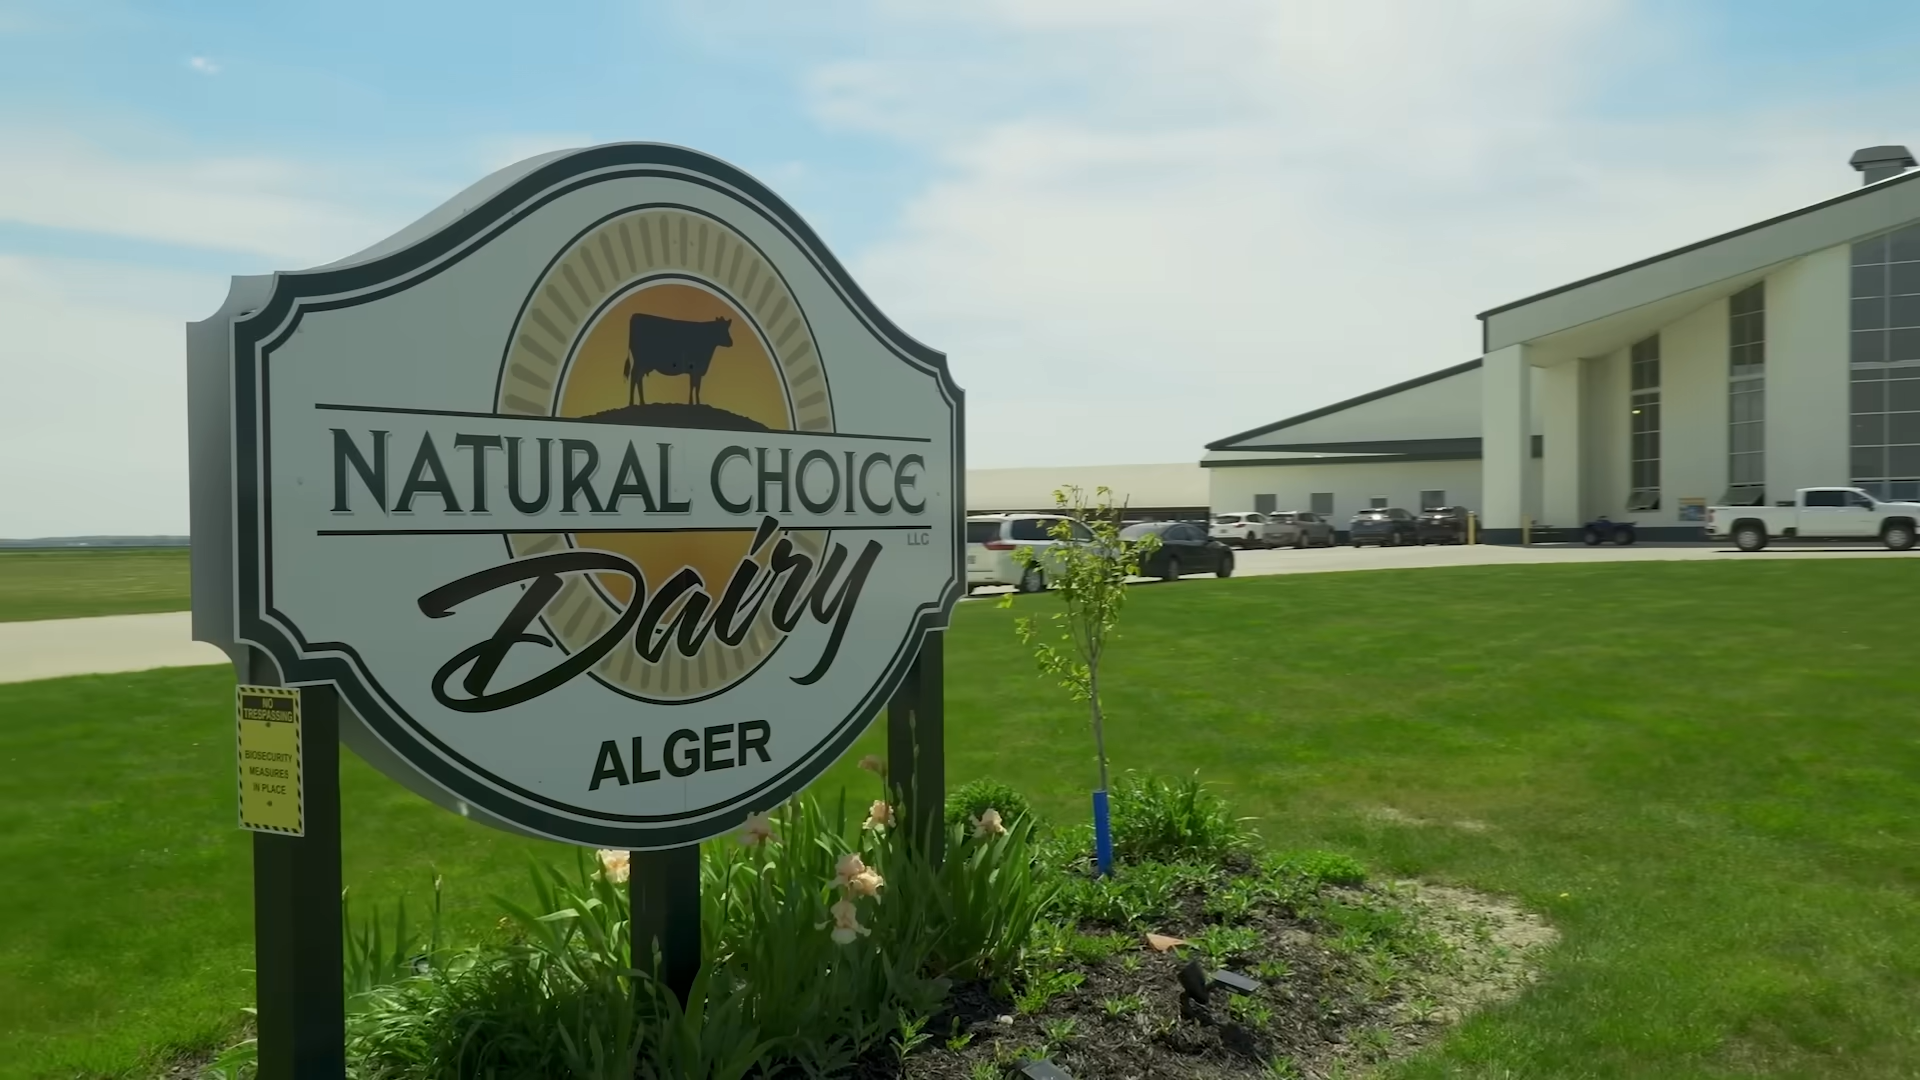 NATURAL CHOICE
LLC
Dairy
ALGER
NO
TRESPASSING
BIOSECURITY
MEASURES
IN PLACE